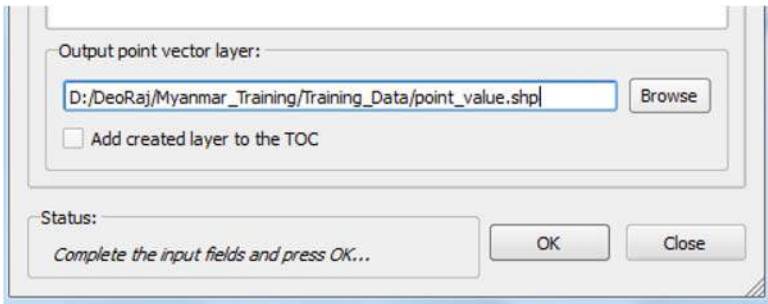 Output point vector layer:
D:/DeoRaj/Myanmar_Training/Training_Data/point_value.shp
Browse
Add created layer to the TOC
Status:
Complete the input fields and press OK...
OK
Close